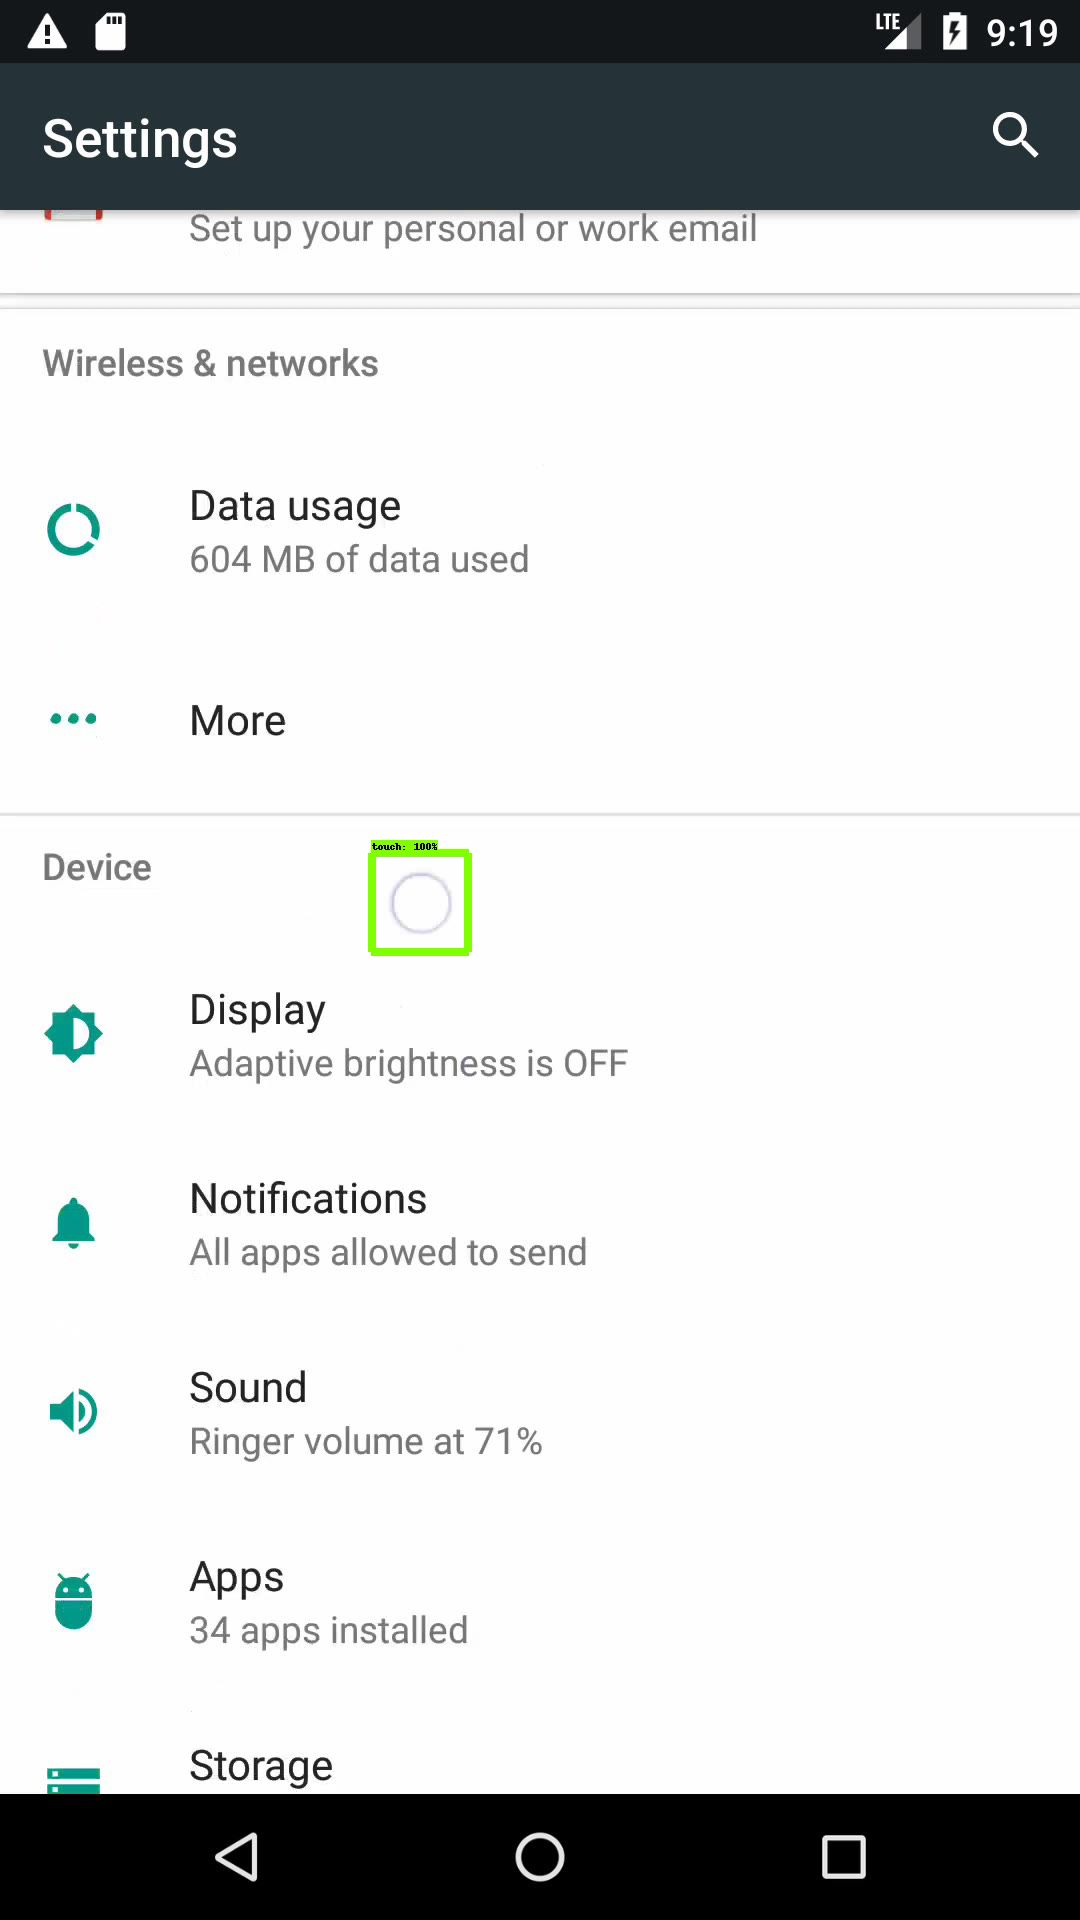 LTE 9:19
Settings
Set up your personal or work email
Wireless & networks
Data usage
604 MB of data used
More
touch: 100%
Device
Display
Adaptive brightness is OFF
Notifications
All apps allowed to send
Sound
Ringer volume at 71%
Apps
34 apps installed
Storage